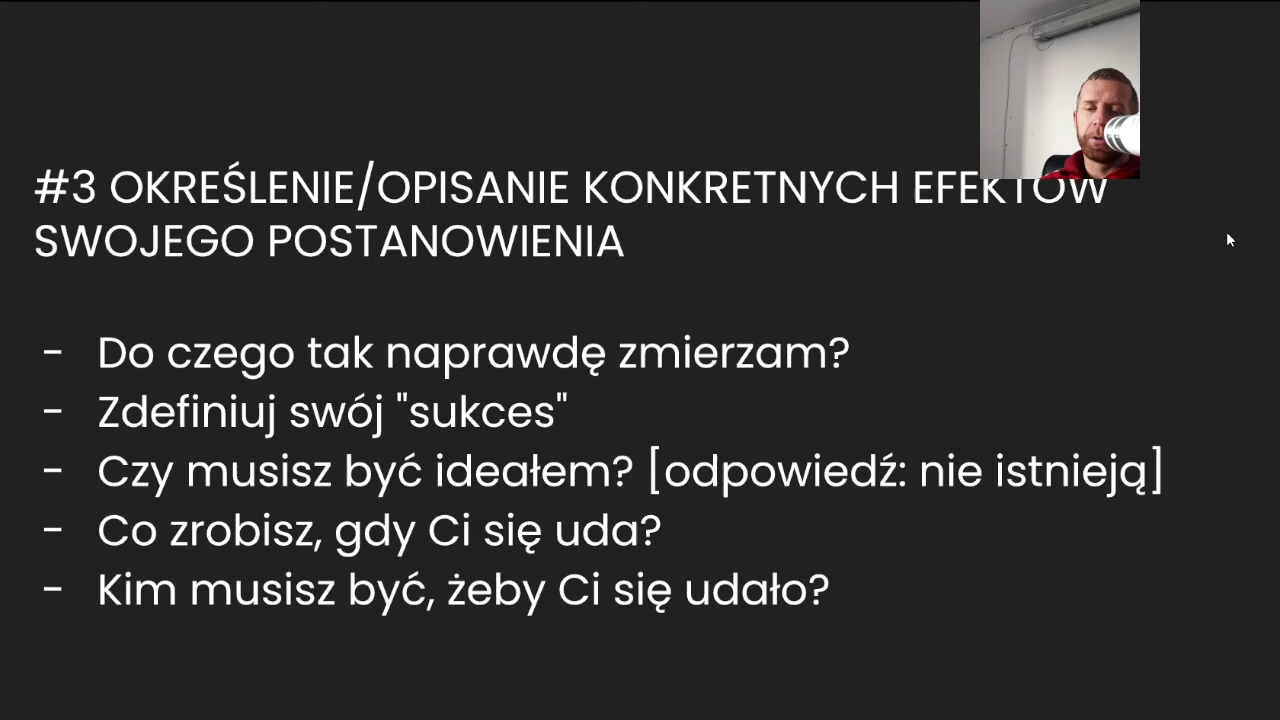 #3 OKREŚLENIE/OPISANIE KONKRETNYCH EFEKTÓW
SWOJEGO POSTANOWIENIA
- Do czego tak naprawdę zmierzam?
- Zdefiniuj swój "sukces"
- Czy musisz być ideałem? [odpowiedź: nie istnieją]
- Co zrobisz, gdy Ci się uda?
- Kim musisz być, żeby Ci się udało?